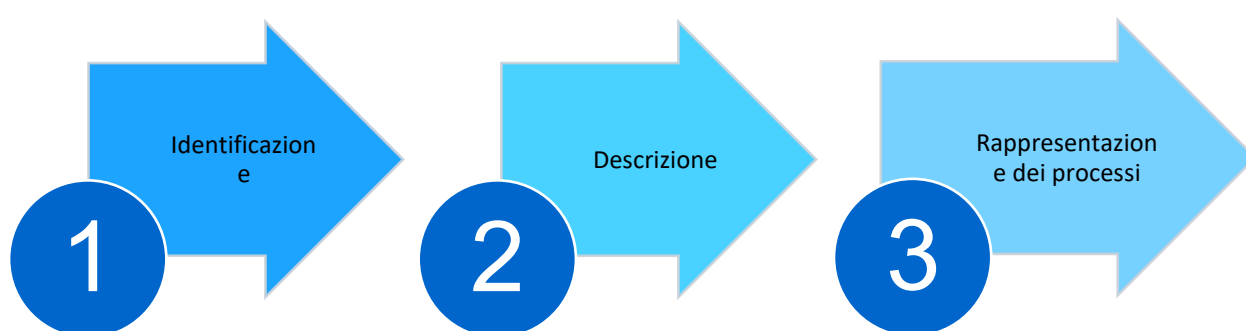 Identificazion
e
1
Descrizione
2
Rappresentazion
e dei processi
3